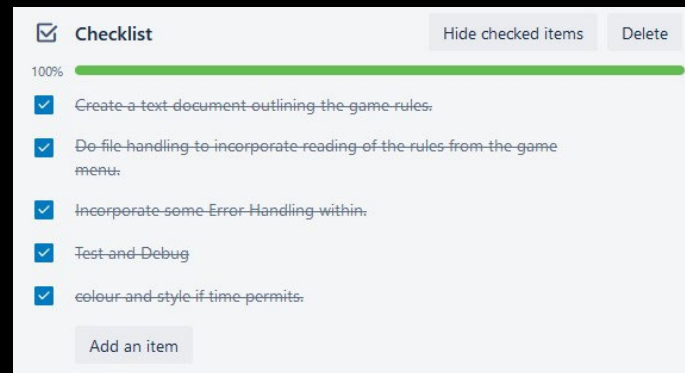 Checklist
Hide checked items
Delete
100%
Create a text document outlining the game rules.
Do file handling to incorporate reading of the rules from the game
menu.
Incorporate some Error Handling within.
Test and Debug
colour and style if time permits.
Add an item